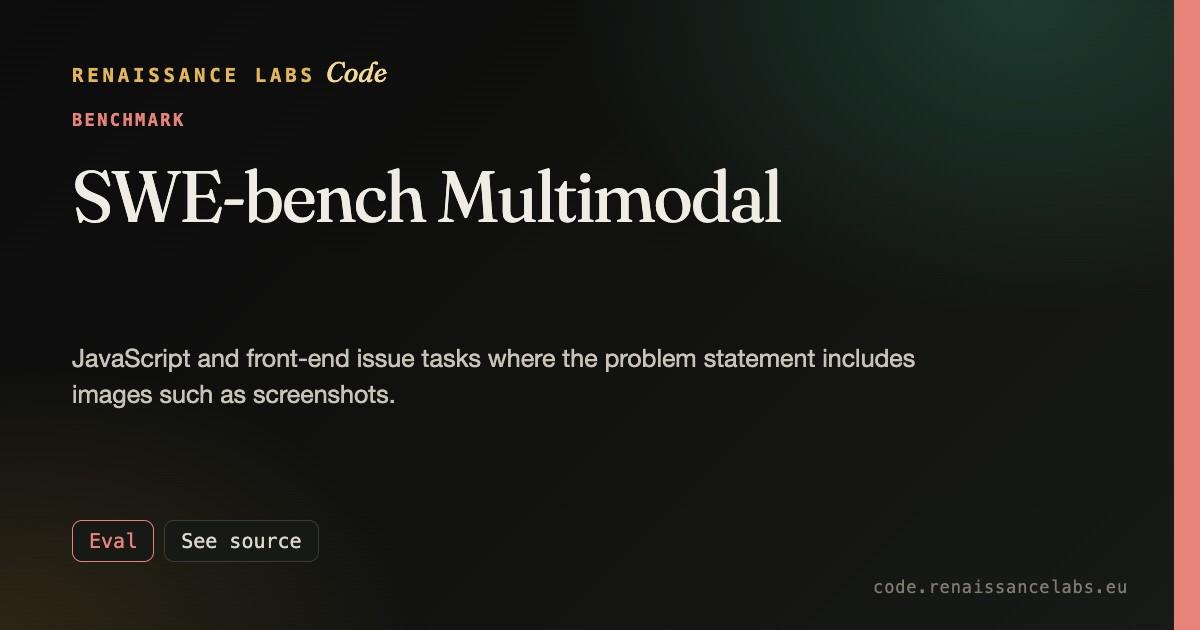 RENAISSANCE LABS Code
BENCHMARK
SWE-bench Multimodal
JavaScript and front-end issue tasks where the problem statement includes
images such as screenshots.
Eval
See source
code.renaissancelabs.eu